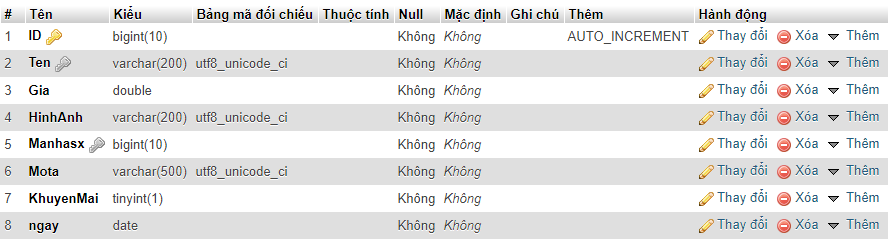 # Tên Kiểu Bảng mã đối chiếu Thuộc tính Null Mặc định Ghi chú Thêm Hành động
1 ID bigint(10) Không Không AUTO_INCREMENT Thay đổi Xóa Thêm
2 Ten varchar(200) utf8_unicode_ci Không Không Thay đổi Xóa Thêm
3 Gia double Không Không Thay đổi Xóa Thêm
4 HinhAnh varchar(200) utf8_unicode_ci Không Không Thay đổi Xóa Thêm
5 Manhasx bigint(10) Không Không Thay đổi Xóa Thêm
6 Mota varchar(500) utf8_unicode_ci Không Không Thay đổi Xóa Thêm
7 KhuyenMai tinyint(1) Không Không Thay đổi Xóa Thêm
8 ngay date Không Không Thay đổi Xóa Thêm